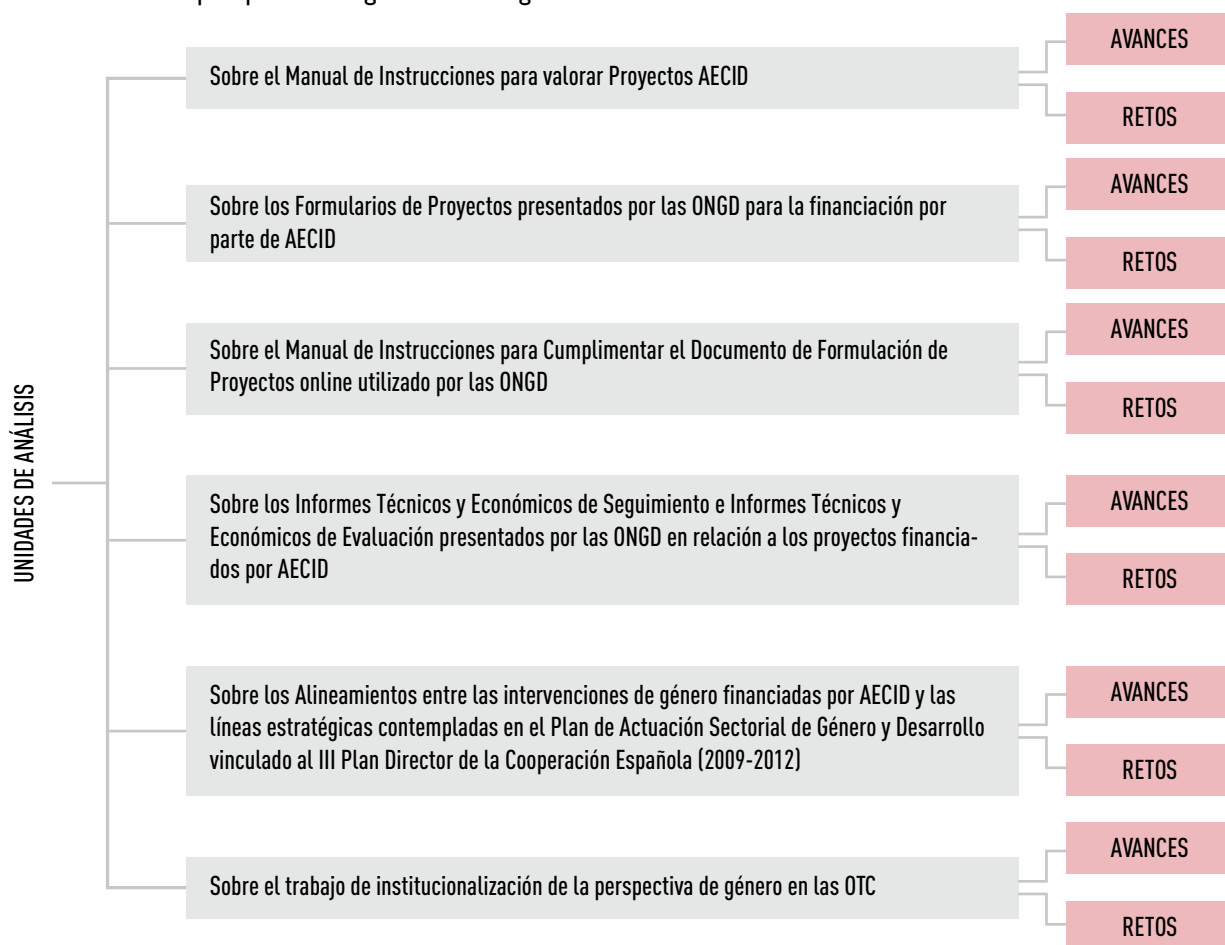 AVANCES
Sobre el Manual de Instrucciones para valorar Proyectos AECID
RETOS
AVANCES
Sobre los Formularios de Proyectos presentados por las ONGD para la financiación por
parte de AECID
RETOS
AVANCES
Sobre el Manual de Instrucciones para Cumplimentar el Documento de Formulación de
Proyectos online utilizado por las ONGD
RETOS
UNIDADES DE ANÁLISIS
AVANCES
Sobre los Informes Técnicos y Económicos de Seguimiento e Informes Técnicos y
Económicos de Evaluación presentados por las ONGD en relación a los proyectos financia-
dos por AECID
RETOS
AVANCES
Sobre los Alineamientos entre las intervenciones de género financiadas por AECID y las
líneas estratégicas contempladas en el Plan de Actuación Sectorial de Género y Desarrollo
vinculado al III Plan Director de la Cooperación Española (2009-2012)
RETOS
AVANCES
Sobre el trabajo de institucionalización de la perspectiva de género en las OTC
RETOS